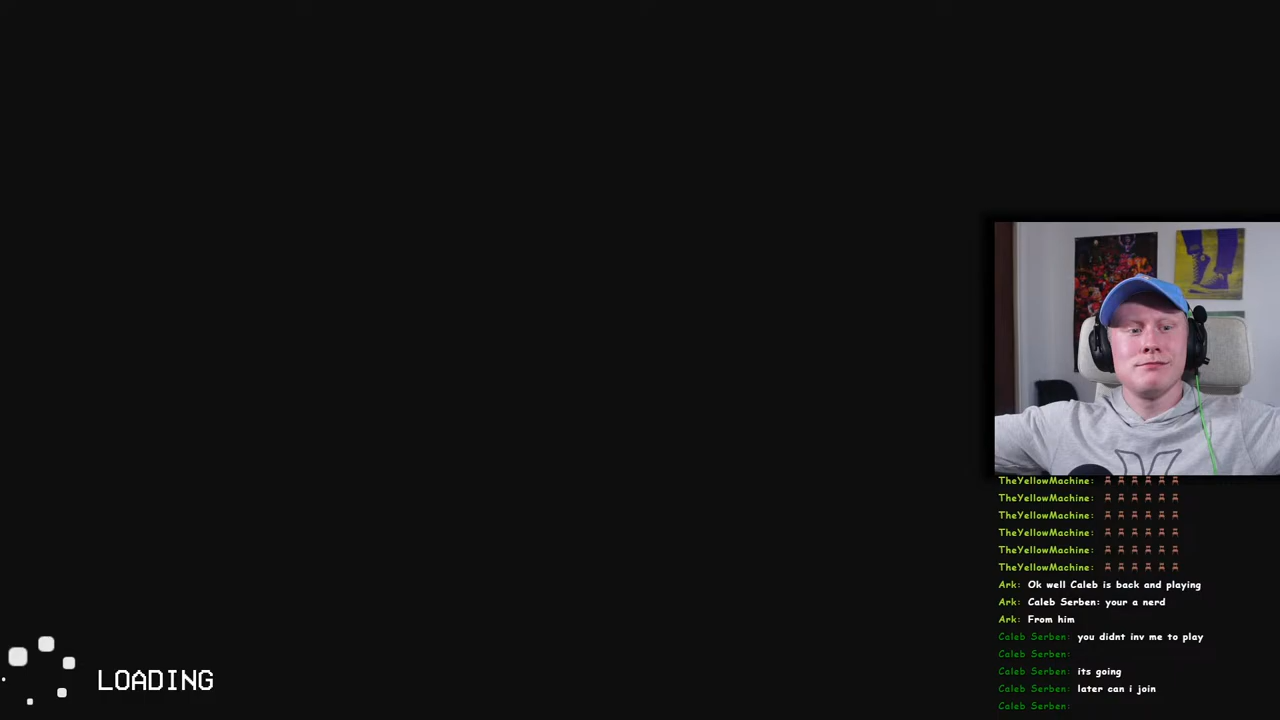 TheYellowMachine: 🪑 🪑 🪑 🪑 🪑 🪑
TheYellowMachine: 🪑 🪑 🪑 🪑 🪑 🪑
TheYellowMachine: 🪑 🪑 🪑 🪑 🪑 🪑
TheYellowMachine: 🪑 🪑 🪑 🪑 🪑 🪑
TheYellowMachine: 🪑 🪑 🪑 🪑 🪑 🪑
TheYellowMachine: 🪑 🪑 🪑 🪑 🪑 🪑
Ark: Ok well Caleb is back and playing
Ark: Caleb Serben: your a nerd
Ark: From him
Caleb Serben: you didnt inv me to play
Caleb Serben:
Caleb Serben: its going
Caleb Serben: later can i join
Caleb Serben:
LOADING